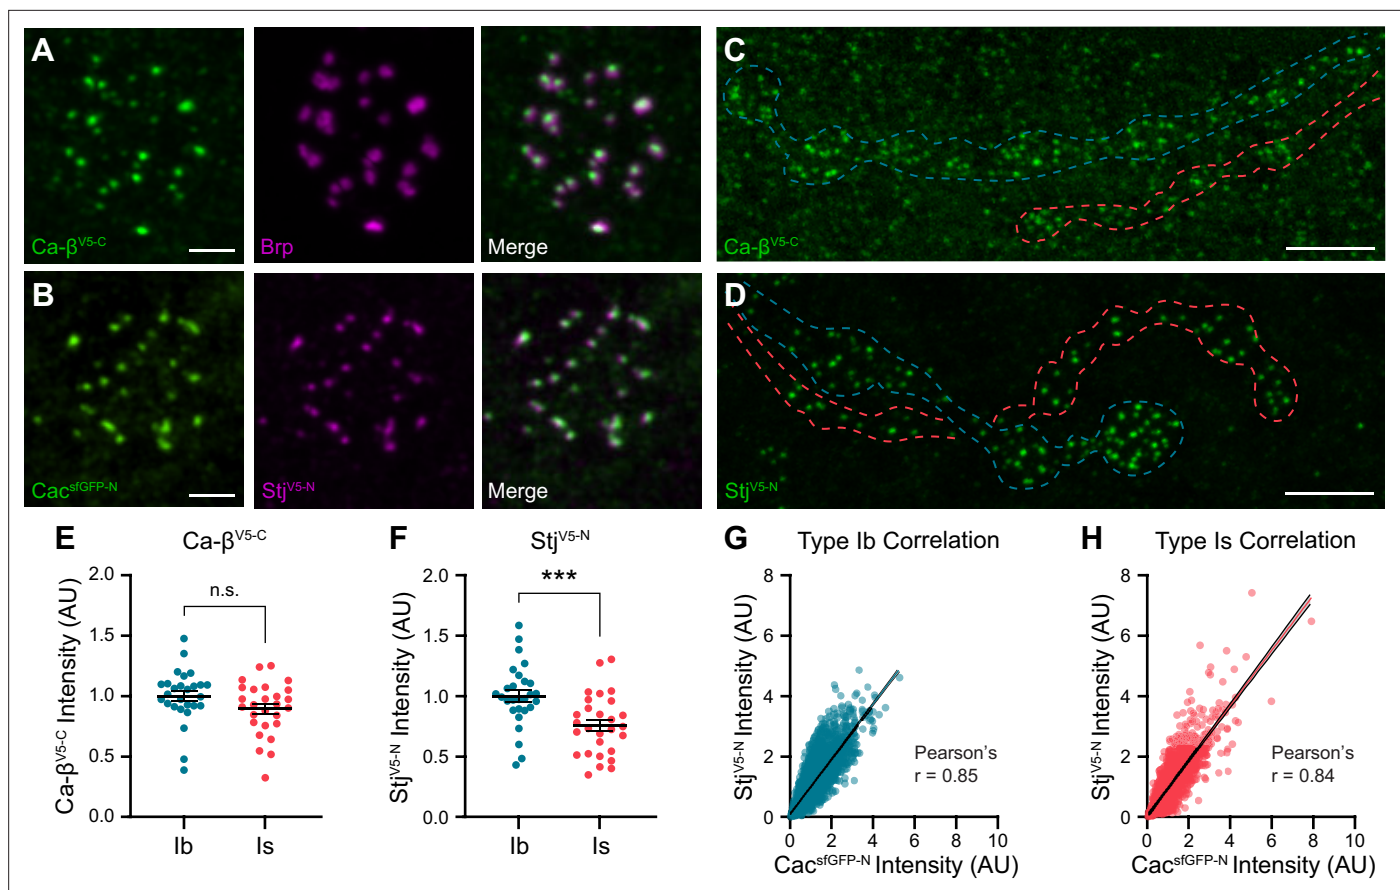 A
Ca-β^V5-C
Brp
Merge
C
Ca-β^V5-C
B
Cac^sfGFP-N
Stj^V5-N
Merge
D
Stj^V5-N
E
Ca-β^V5-C
Ca-β^V5-C Intensity (AU)
2.0
1.5
1.0
0.5
0.0
n.s.
Ib
Is
F
Stj^V5-N
Stj^V5-N Intensity (AU)
2.0
1.5
1.0
0.5
0.0
***
Ib
Is
G
Type Ib Correlation
Stj^V5-N Intensity (AU)
8
6
4
2
0
Pearson's
r = 0.85
0 2 4 6 8 10
Cac^sfGFP-N Intensity (AU)
H
Type Is Correlation
Stj^V5-N Intensity (AU)
8
6
4
2
0
Pearson's
r = 0.84
0 2 4 6 8 10
Cac^sfGFP-N Intensity (AU)